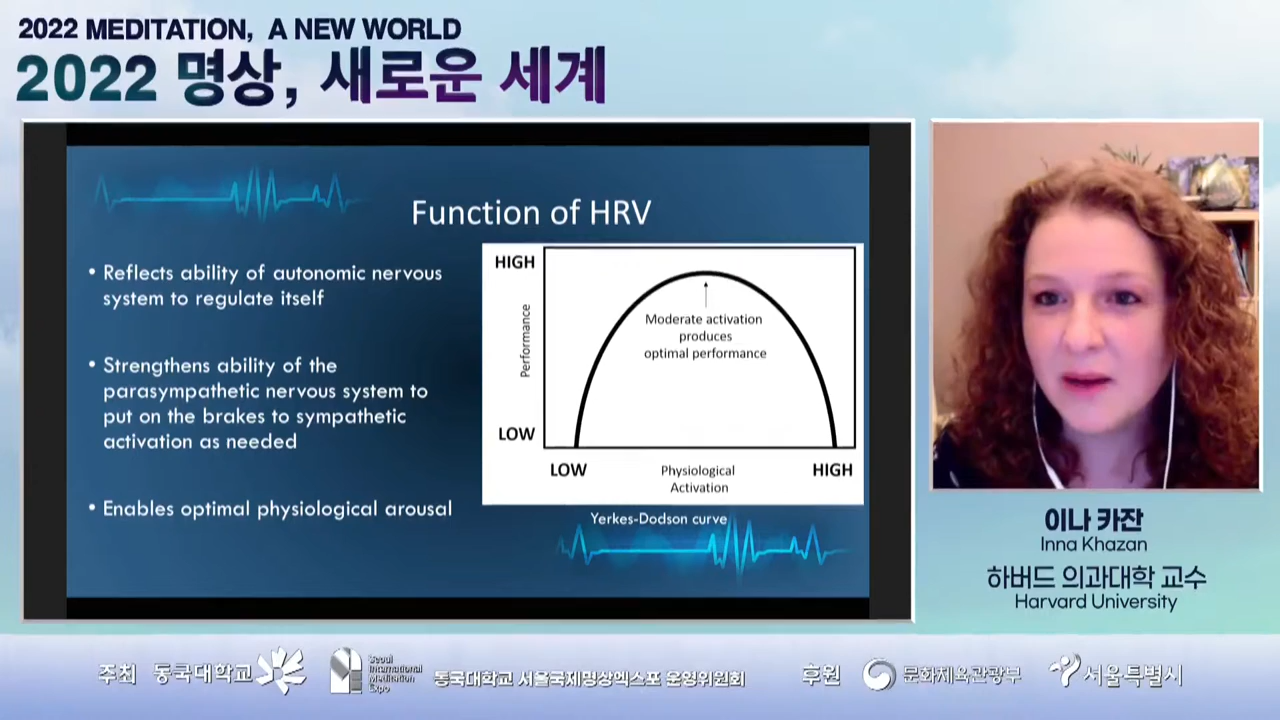 2022 MEDITATION, A NEW WORLD
2022 명상, 새로운 세계
Function of HRV
• Reflects ability of autonomic nervous
system to regulate itself
• Strengthens ability of the
parasympathetic nervous system to
put on the brakes to sympathetic
activation as needed
• Enables optimal physiological arousal
HIGH
Performance
LOW
Moderate activation
produces
optimal performance
LOW
Physiological
Activation
HIGH
Yerkes-Dodson curve
이나 카잔
Inna Khazan
하버드 의과대학 교수
Harvard University
주최 동국대학교
Seoul
International
Meditation
Expo
동국대학교 서울국제명상엑스포 운영위원회
후원 문화체육관광부 서울특별시